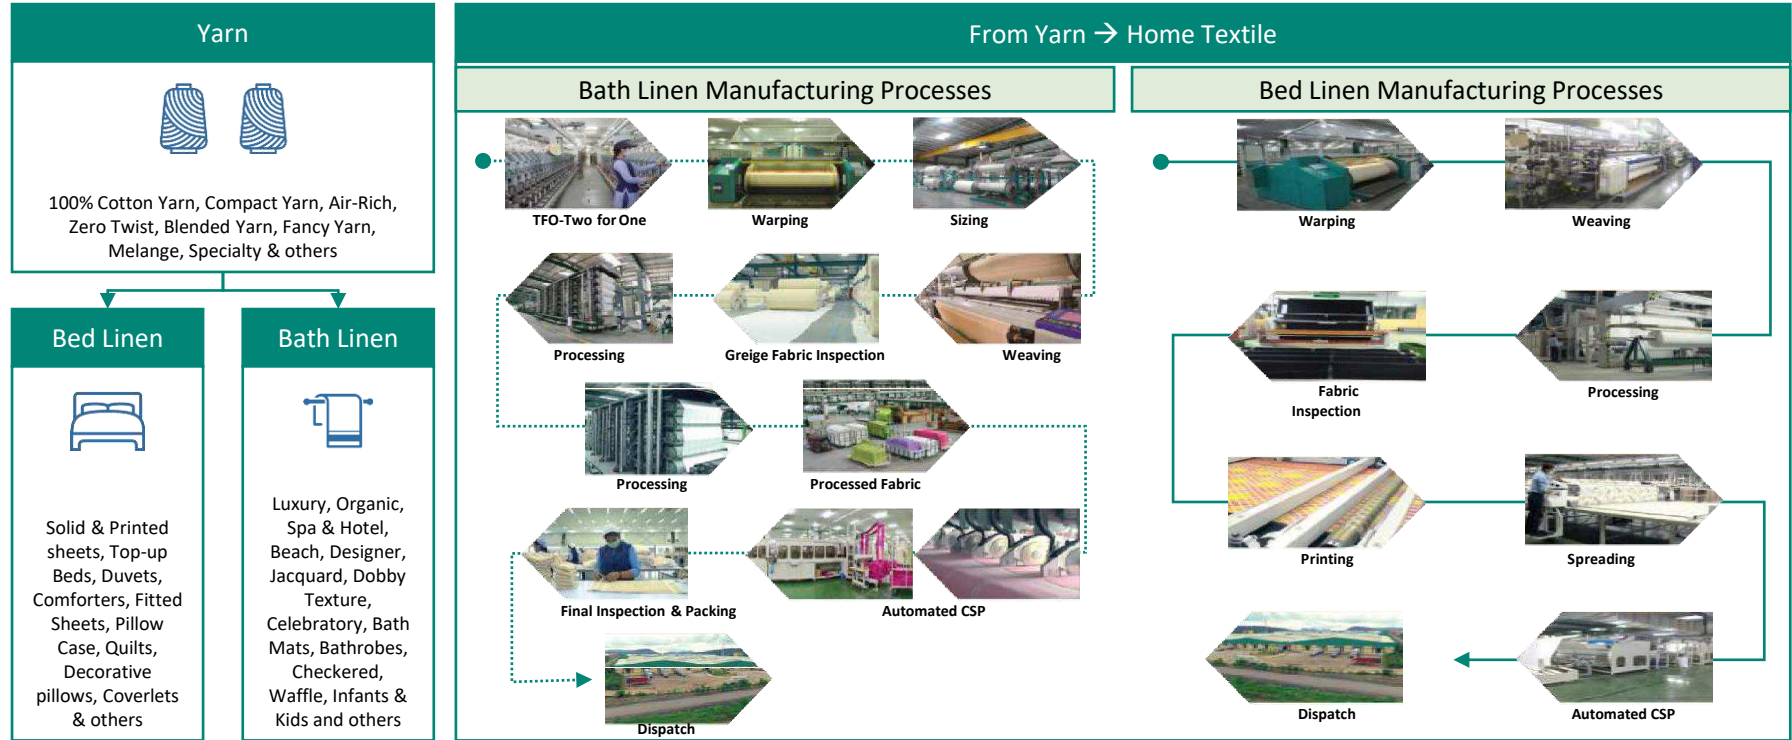 Yarn
100% Cotton Yarn, Compact Yarn, Air-Rich,
Zero Twist, Blended Yarn, Fancy Yarn,
Melange, Specialty & others
Bed Linen
Solid & Printed
sheets, Top-up
Beds, Duvets,
Comforters, Fitted
Sheets, Pillow
Case, Quilts,
Decorative
pillows, Coverlets
& others
Bath Linen
Luxury, Organic,
Spa & Hotel,
Beach, Designer,
Jacquard, Dobby
Texture,
Celebratory, Bath
Mats, Bathrobes,
Checkered,
Waffle, Infants &
Kids and others
From Yarn → Home Textile
Bath Linen Manufacturing Processes
TFO-Two for One
Warping
Sizing
Processing
Greige Fabric Inspection
Weaving
Processing
Processed Fabric
Final Inspection & Packing
Automated CSP
Dispatch
Bed Linen Manufacturing Processes
Warping
Weaving
Fabric
Inspection
Processing
Printing
Spreading
Dispatch
Automated CSP